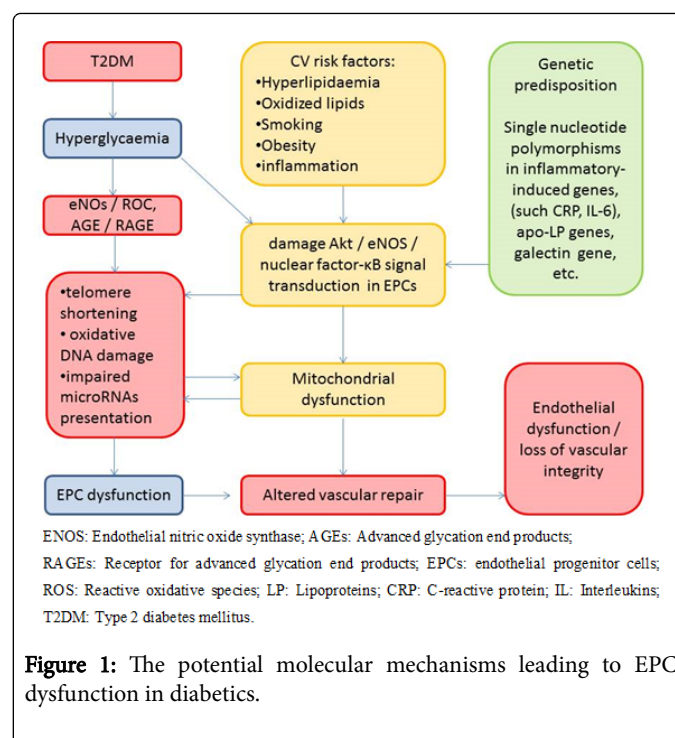 T2DM
Hyperglycaemia
eNOs / ROC,
AGE / RAGE
•telomere
shortening
• oxidative
DNA damage
•impaired
microRNAs
presentation
EPC dysfunction
CV risk factors:
•Hyperlipidaemia
•Oxidized lipids
•Smoking
•Obesity
•inflammation
damage Akt / eNOS /
nuclear factor-κB signal
transduction in EPCs
Mitochondrial
dysfunction
Altered vascular repair
Genetic
predisposition
Single nucleotide
polymorphisms
in inflammatory-
induced genes,
(such CRP, IL-6),
apo-LP genes,
galectin gene,
etc.
Endothelial
dysfunction /
loss of vascular
integrity
ENOS: Endothelial nitric oxide synthase; AGEs: Advanced glycation end products;
RAGEs: Receptor for advanced glycation end products; EPCs: endothelial progenitor cells;
ROS: Reactive oxidative species; LP: Lipoproteins; CRP: C-reactive protein; IL: Interleukins;
T2DM: Type 2 diabetes mellitus.
Figure 1: The potential molecular mechanisms leading to EPC
dysfunction in diabetics.